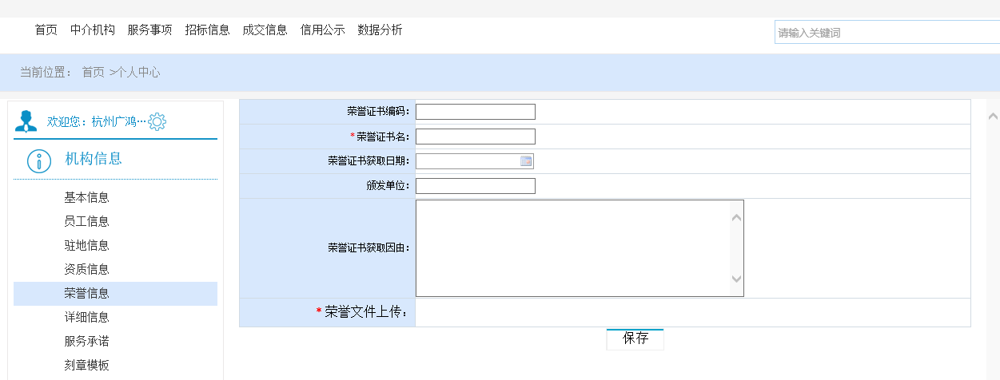 首页 中介机构 服务事项 招标信息 成交信息 信用公示 数据分析
请输入关键词
当前位置： 首页 >个人中心
欢迎您：杭州广鸿…
机构信息
基本信息
员工信息
驻地信息
资质信息
荣誉信息
详细信息
服务承诺
刻章模板
荣誉证书编码：
*荣誉证书名：
荣誉证书获取日期：
颁发单位：
荣誉证书获取因由：
*荣誉文件上传：
保存